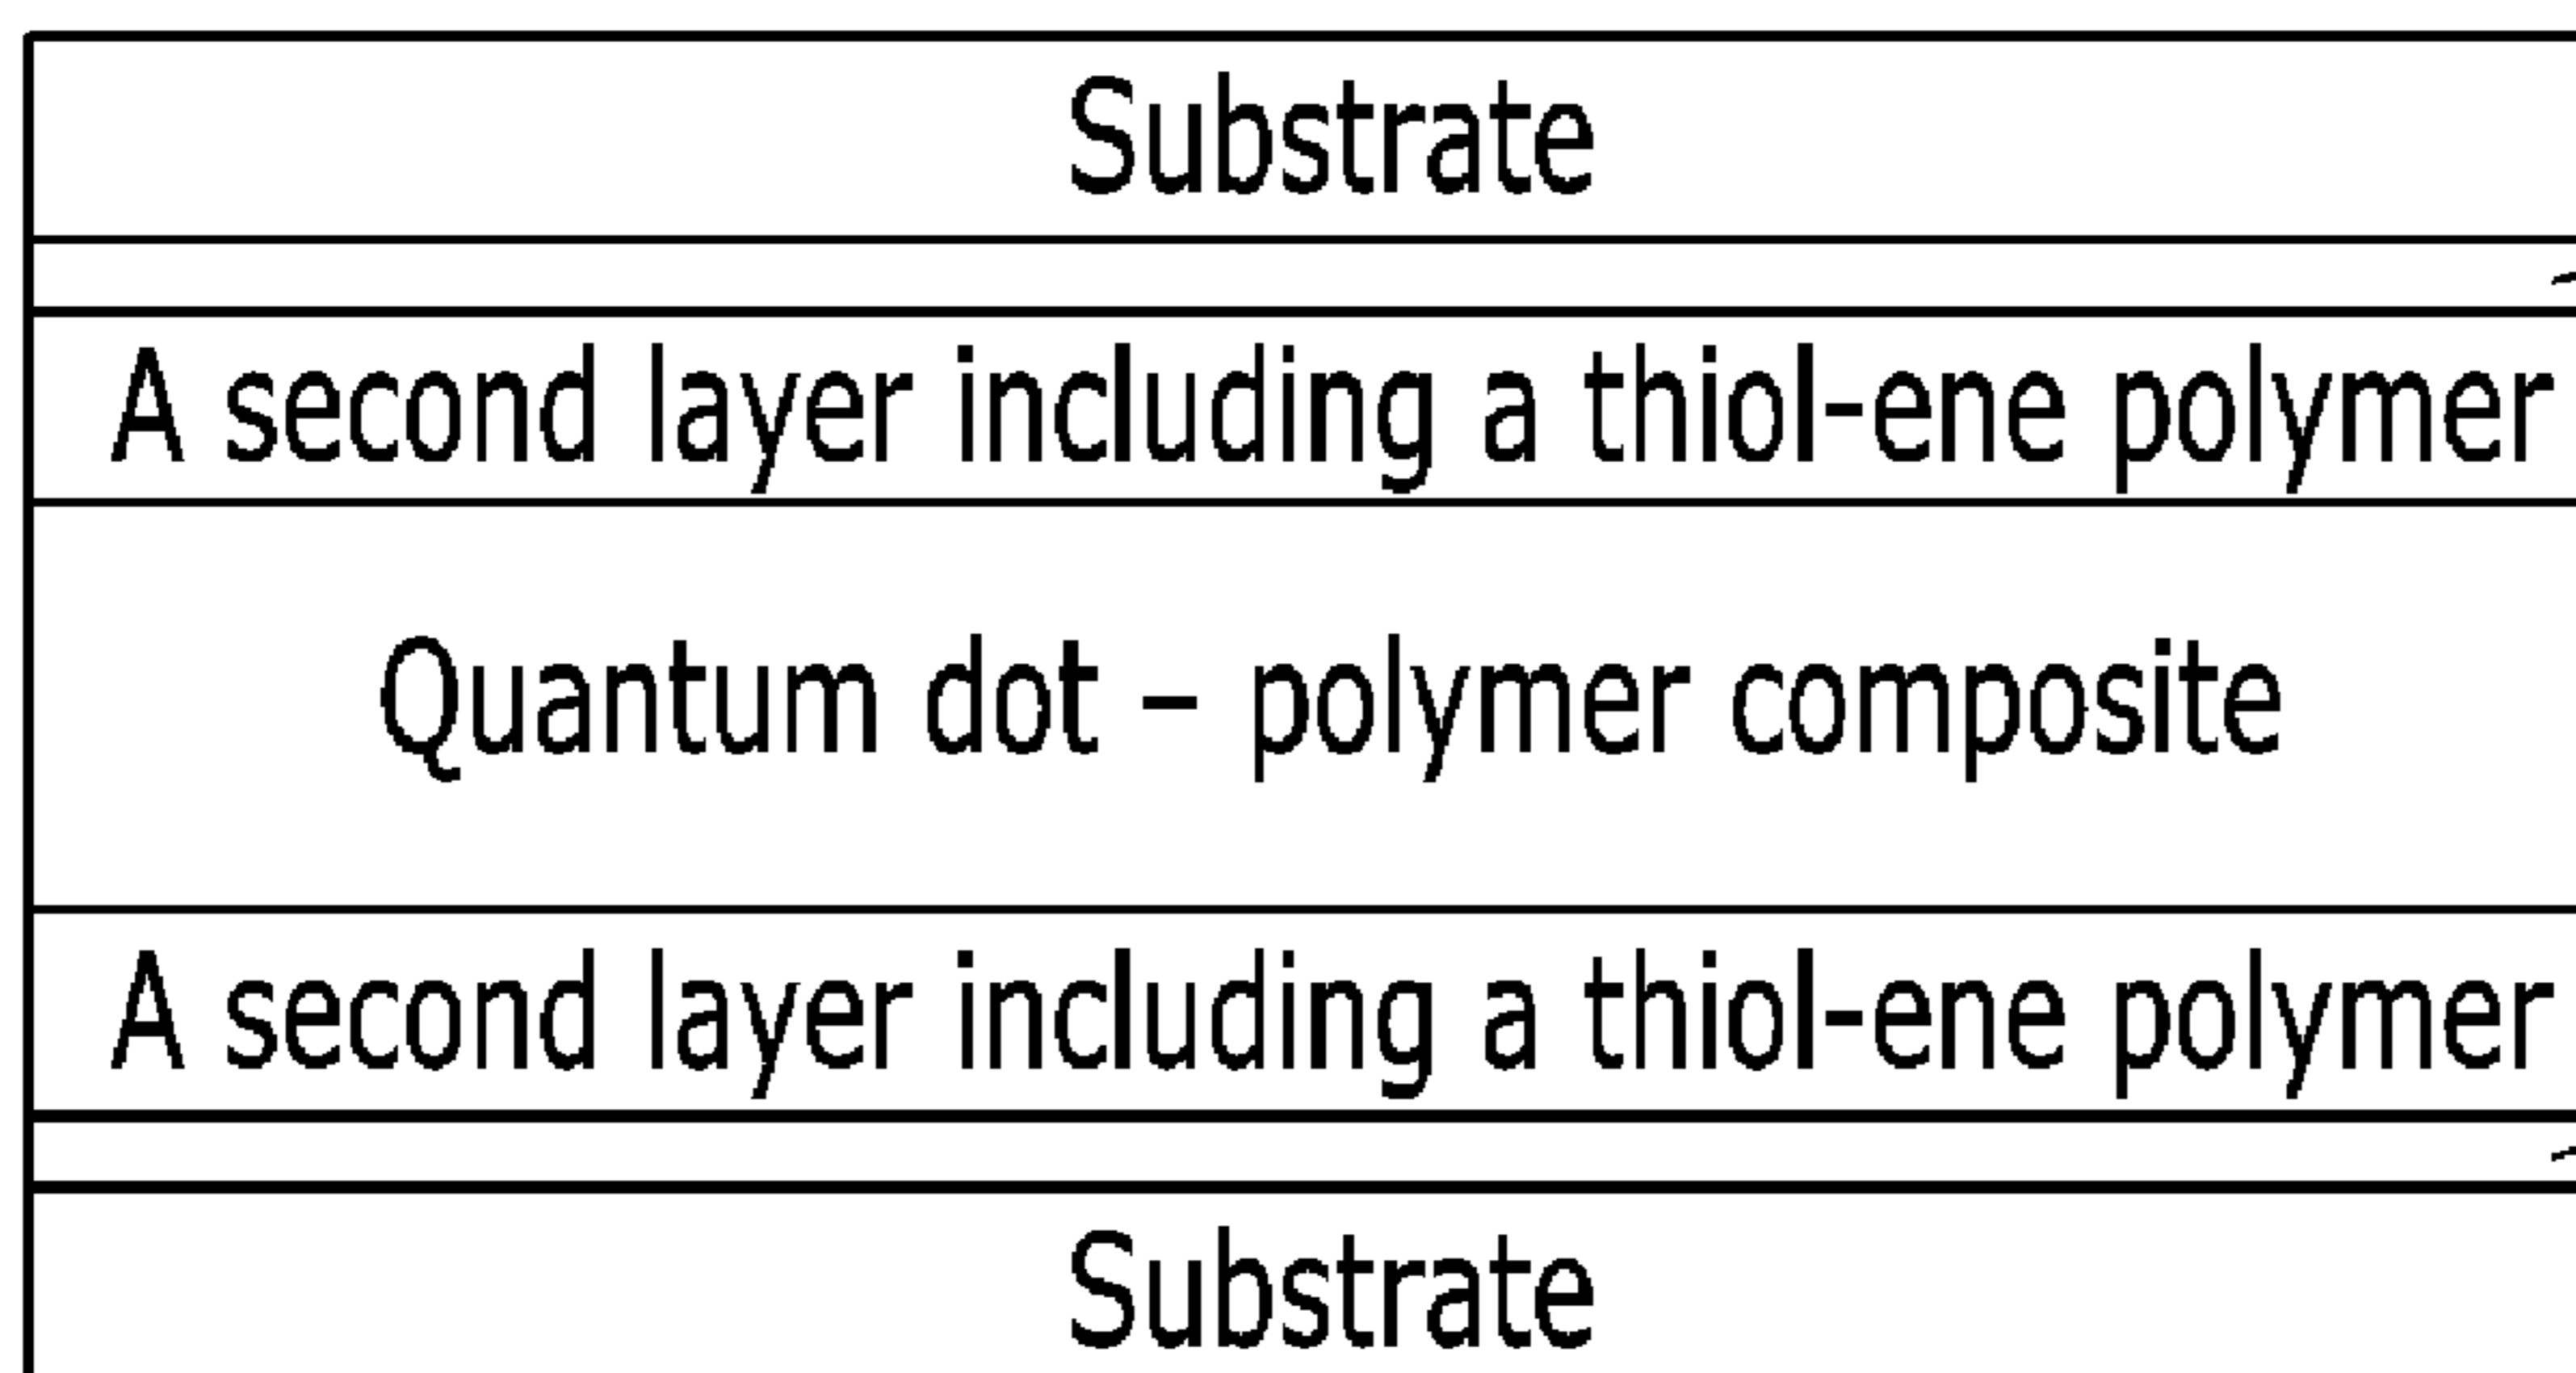 Substrate
A second layer including a thiol-ene polymer
Quantum dot – polymer composite
A second layer including a thiol-ene polymer
Substrate